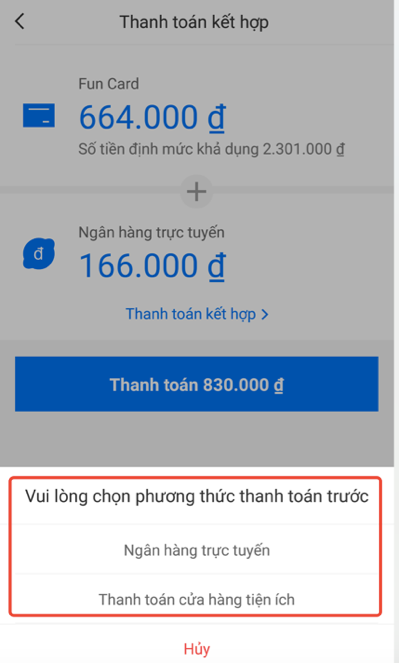 Thanh toán kết hợp
Fun Card
664.000 ₫
Số tiền định mức khả dụng 2.301.000 ₫
+
Ngân hàng trực tuyến
đ
166.000 ₫
Thanh toán kết hợp >
Thanh toán 830.000 ₫
Vui lòng chọn phương thức thanh toán trước
Ngân hàng trực tuyến
Thanh toán cửa hàng tiện ích
Hủy